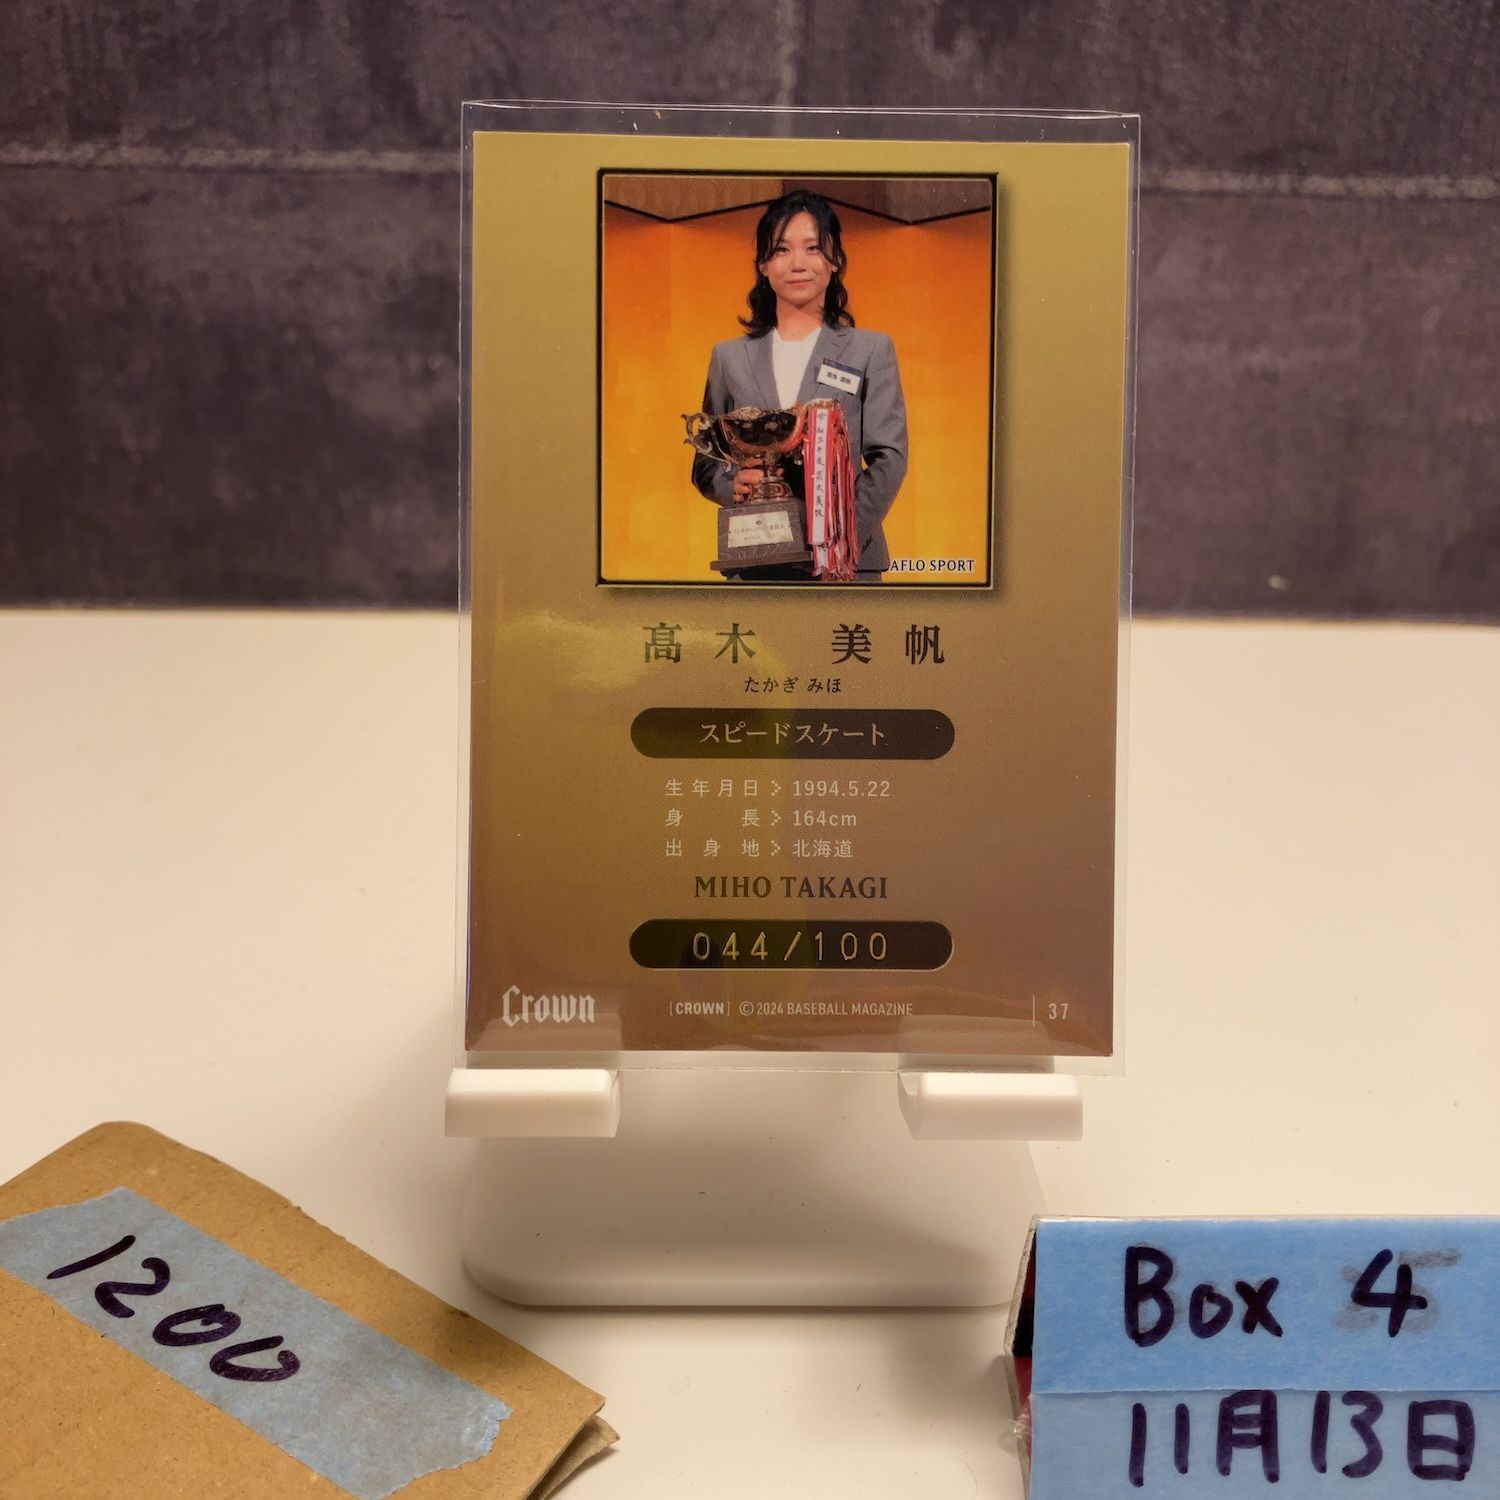 AFLO SPORT
髙木 美帆
たかぎ みほ
スピードスケート
生年月日 1994.5.22
身長 164cm
出身地 北海道
MIHO TAKAGI
044/100
Crown
[CROWN] ©2024 BASEBALL MAGAZINE
37
1200
Box 4
11月13日